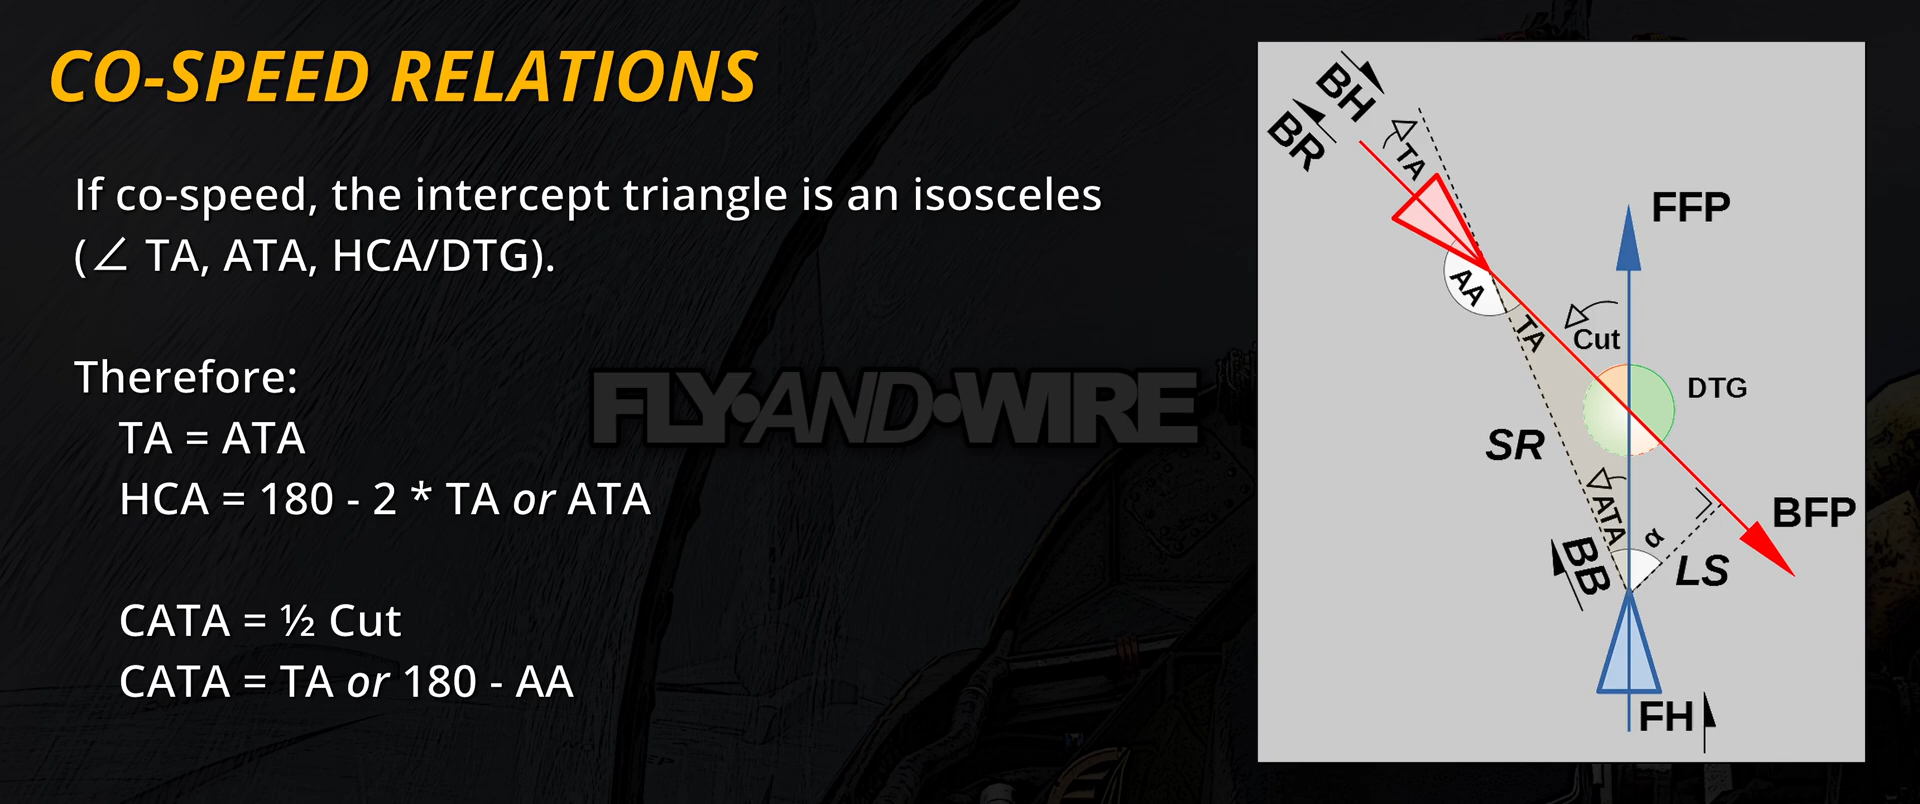 CO-SPEED RELATIONS
If co-speed, the intercept triangle is an isosceles
(∠ TA, ATA, HCA/DTG).
Therefore:
TA = ATA
HCA = 180 - 2 * TA or ATA
CATA = ½ Cut
CATA = TA or 180 - AA
FLY•AND•WIRE
BH
BR
TA
FFP
AA
TA
Cut
DTG
SR
ATA
α
BFP
BB
LS
FH